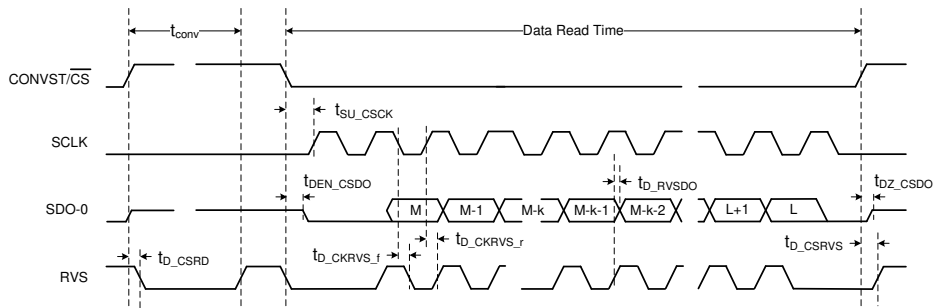 t_conv
Data Read Time
CONVST/C̅S̅
t_SU_CSCK
SCLK
t_DEN_CSDO
t_D_RVSDO
t_DZ_CSDO
SDO-0
M
M-1
M-k
M-k-1
M-k-2
L+1
L
t_D_CKRVS_r
t_D_CSRD
t_D_CKRVS_f
t_D_CSRVS
RVS